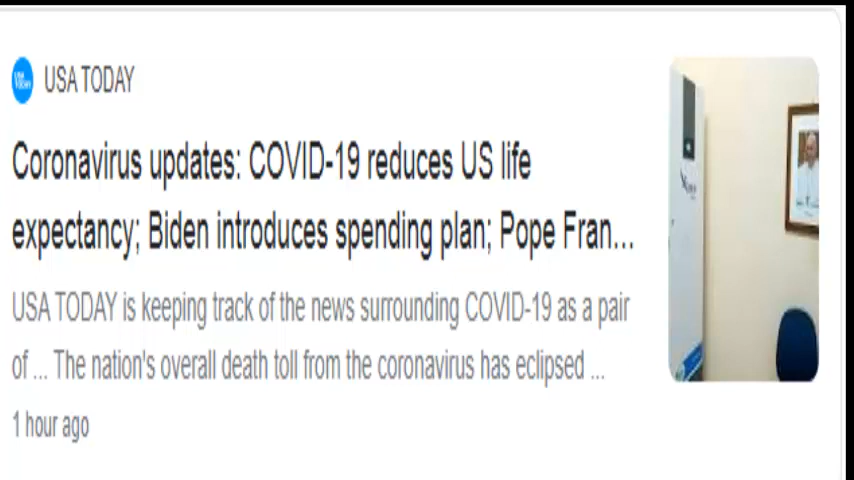 USA TODAY
Coronavirus updates: COVID-19 reduces US life
expectancy; Biden introduces spending plan; Pope Fran...
USA TODAY is keeping track of the news surrounding COVID-19 as a pair
of ... The nation's overall death toll from the coronavirus has eclipsed ...
1 hour ago